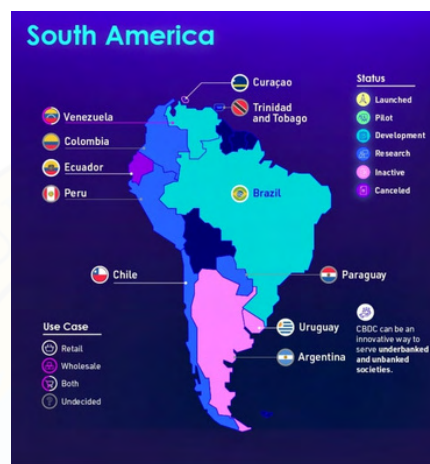 South America
Curaçao
Trinidad
and Tobago
Venezuela
Colombia
Ecuador
Peru
Brazil
Chile
Paraguay
Uruguay
Argentina
Status
Launched
Pilot
Development
Research
Inactive
Canceled
Use Case
Retail
Wholesale
Both
Undecided
CBDC can be an
innovative way to
serve underbanked
and unbanked
societies.